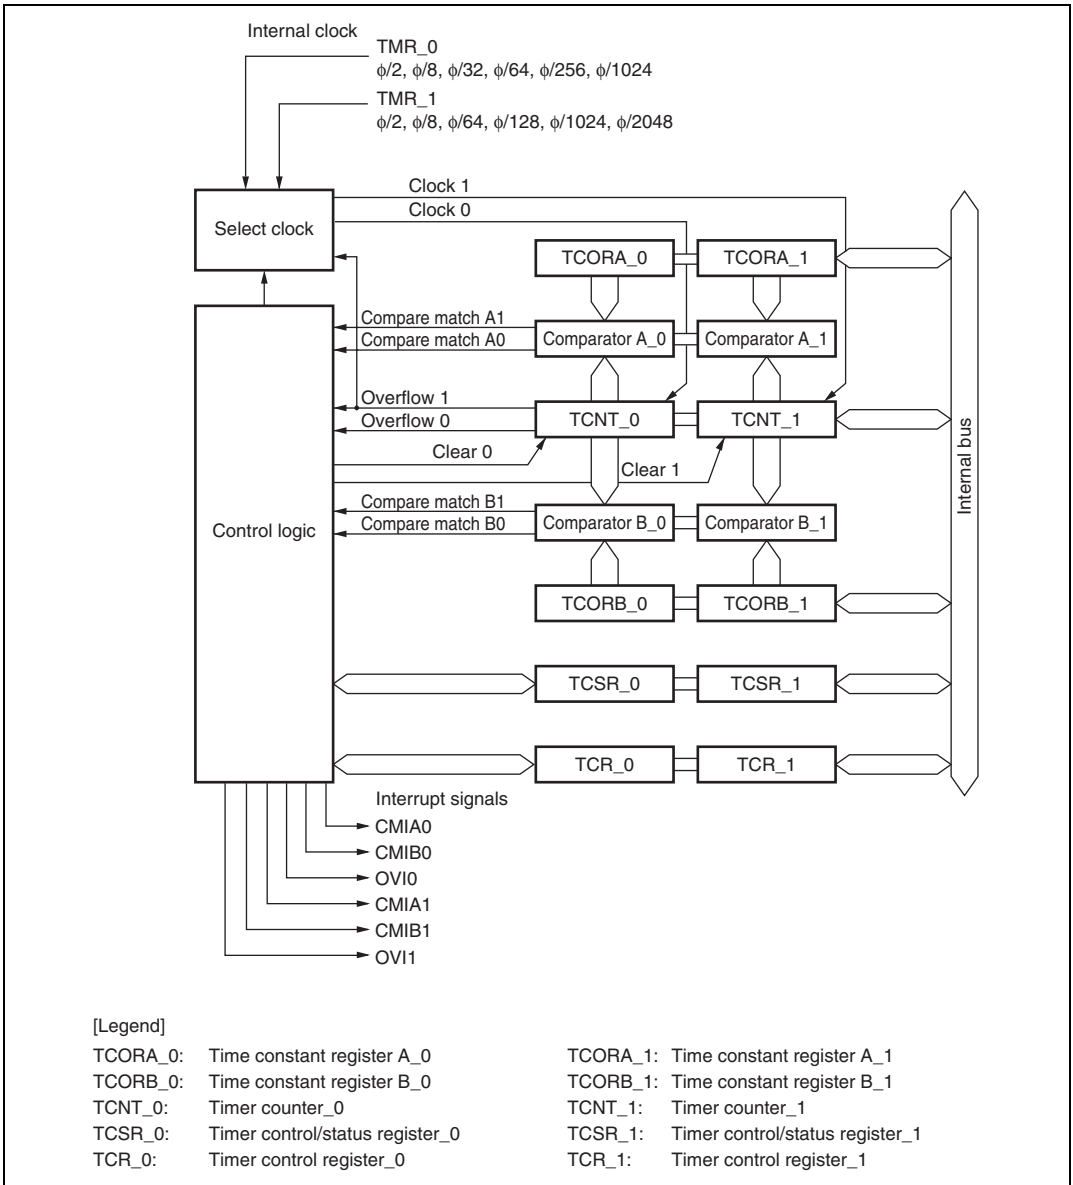 Internal clock
TMR_0
ϕ/2, ϕ/8, ϕ/32, ϕ/64, ϕ/256, ϕ/1024
TMR_1
ϕ/2, ϕ/8, ϕ/64, ϕ/128, ϕ/1024, ϕ/2048
Clock 1
Clock 0
Select clock
TCORA_0
TCORA_1
Compare match A1
Compare match A0
Comparator A_0
Comparator A_1
Overflow 1
Overflow 0
TCNT_0
TCNT_1
Clear 0
Clear 1
Compare match B1
Compare match B0
Comparator B_0
Comparator B_1
Control logic
Internal bus
TCORB_0
TCORB_1
TCSR_0
TCSR_1
TCR_0
TCR_1
Interrupt signals
CMIA0
CMIB0
OVI0
CMIA1
CMIB1
OVI1
[Legend]
TCORA_0: Time constant register A_0
TCORB_0: Time constant register B_0
TCNT_0: Timer counter_0
TCSR_0: Timer control/status register_0
TCR_0: Timer control register_0
TCORA_1: Time constant register A_1
TCORB_1: Time constant register B_1
TCNT_1: Timer counter_1
TCSR_1: Timer control/status register_1
TCR_1: Timer control register_1